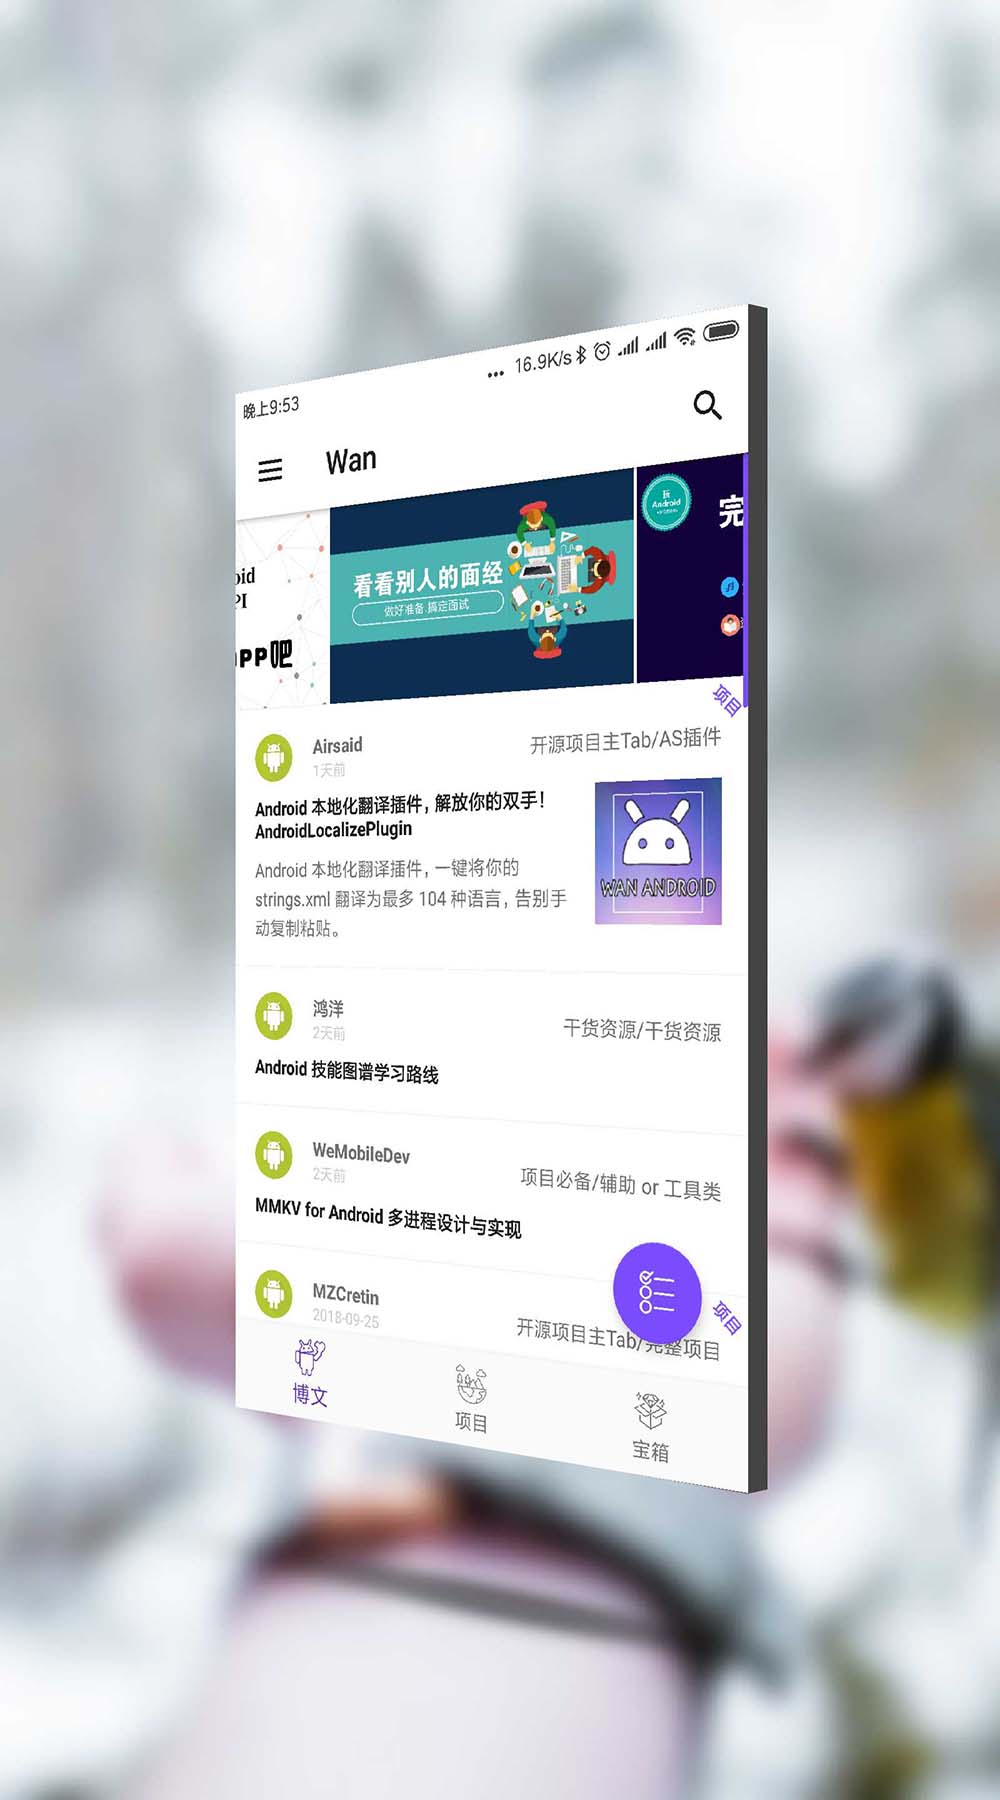 晚上9:53
... 16.9K/s
Wan
oid
PI
APP吧
看看别人的面经
做好准备 搞定面试
玩
Android
完
项目
Airsaid
1天前
开源项目主Tab/AS插件
Android 本地化翻译插件，解放你的双手！
AndroidLocalizePlugin
Android 本地化翻译插件，一键将你的
strings.xml 翻译为最多 104 种语言，告别手
动复制粘贴。
WAN ANDROID
鸿洋
2天前
干货资源/干货资源
Android 技能图谱学习路线
WeMobileDev
2天前
项目必备/辅助 or 工具类
MMKV for Android 多进程设计与实现
项目
MZCretin
2018-09-25
开源项目主Tab/完整项目
博文
项目
宝箱